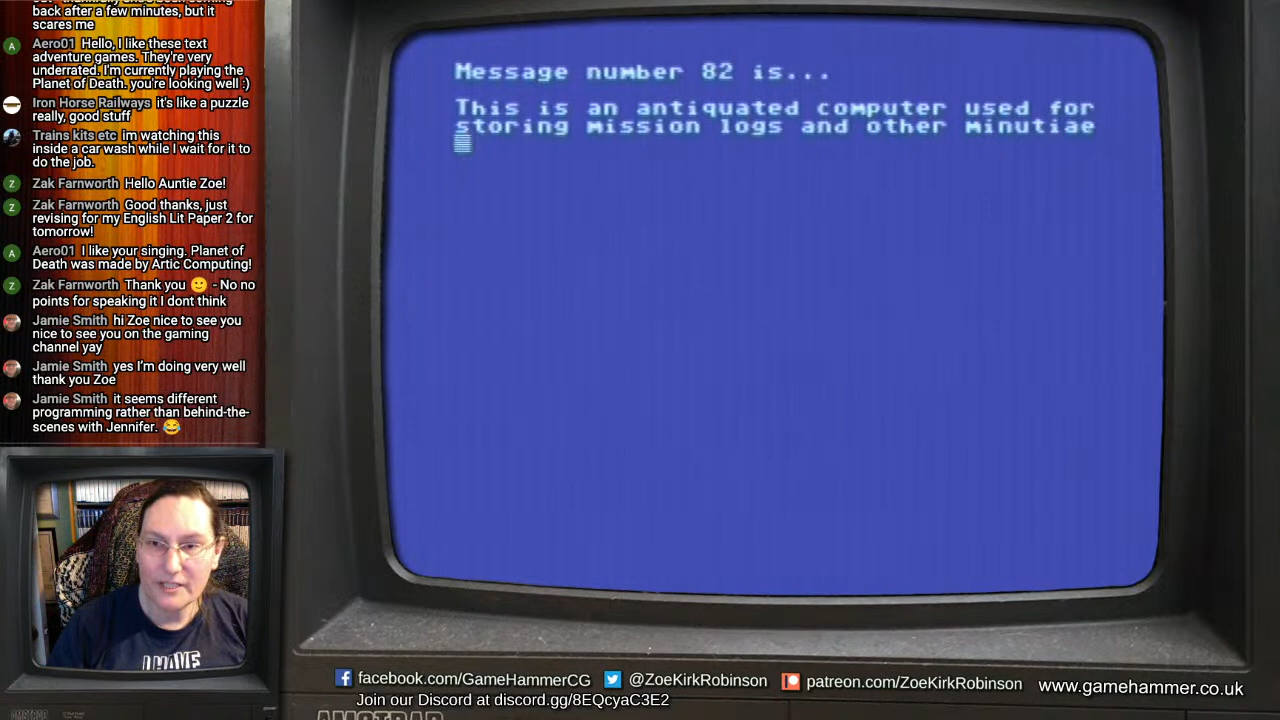 back after a few minutes, but it
scares me
Aero01 Hello, I like these text
adventure games. They're very
underrated. I'm currently playing the
Planet of Death. you're looking well :)
Iron Horse Railways it's like a puzzle
really, good stuff
Trains kits etc im watching this
inside a car wash while I wait for it to
do the job.
Zak Farnworth Hello Auntie Zoe!
Zak Farnworth Good thanks, just
revising for my English Lit Paper 2 for
tomorrow!
Aero01 I like your singing. Planet of
Death was made by Artic Computing!
Zak Farnworth Thank you 🙂 - No no
points for speaking it I dont think
Jamie Smith hi Zoe nice to see you
nice to see you on the gaming
channel yay
Jamie Smith yes I’m doing very well
thank you Zoe
Jamie Smith it seems different
programming rather than behind-the-
scenes with Jennifer. 😂
Message number 82 is...
This is an antiquated computer used for
storing mission logs and other minutiae
I HAVE
facebook.com/GameHammerCG @ZoeKirkRobinson patreon.com/ZoeKirkRobinson www.gamehammer.co.uk
Join our Discord at discord.gg/8EQcyaC3E2
AMSTRAD